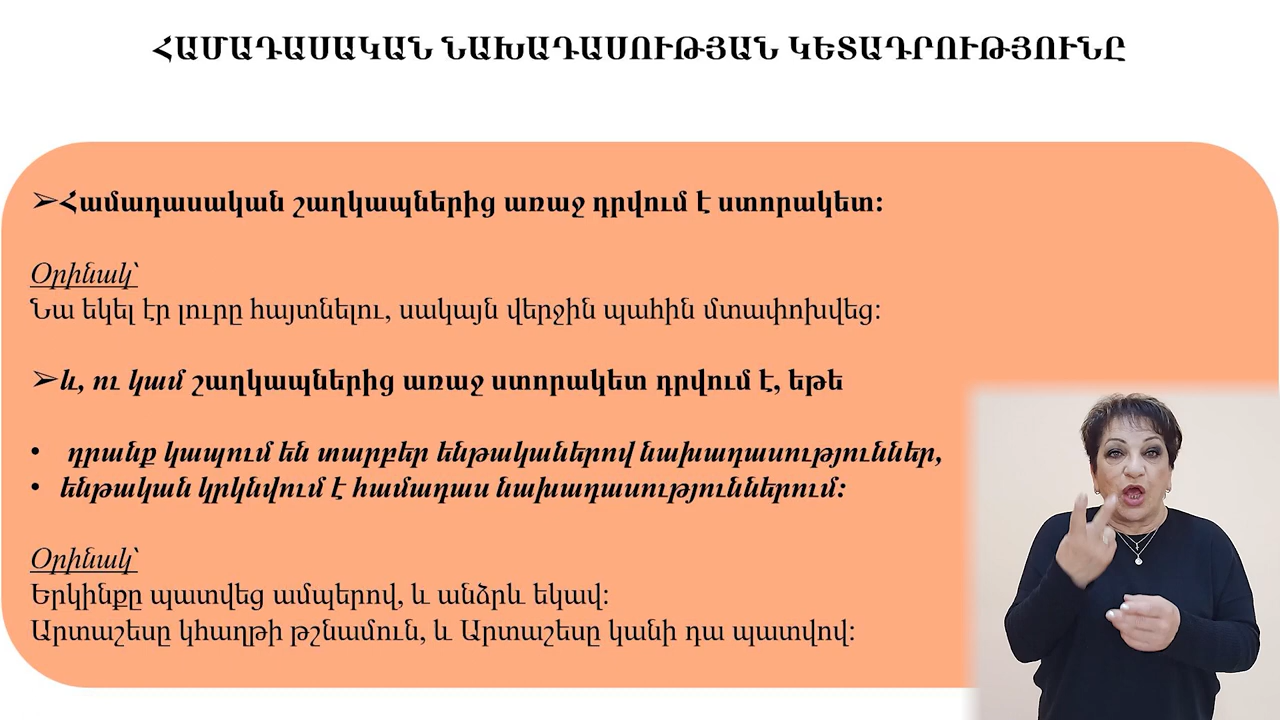 ՀԱՄԱԴԱՍԱԿԱՆ ՆԱԽԱԴԱՍՈՒԹՅԱՆ ԿԵՏԱԴՐՈՒԹՅՈՒՆԸ
➢Համադասական շաղկապներից առաջ դրվում է ստորակետ:
Օրինակ՝
Նա եկել էր լուրը հայտնելու, սակայն վերջին պահին մտափոխվեց:
➢և, ու կամ շաղկապներից առաջ ստորակետ դրվում է, եթե
• դրանք կապում են տարբեր ենթականերով նախադասություններ,
• ենթական կրկնվում է համադաս նախադասություններում:
Օրինակ՝
Երկինքը պատվեց ամպերով, և անձրև եկավ:
Արտաշեսը կհաղթի թշնամուն, և Արտաշեսը կանի դա պատվով: